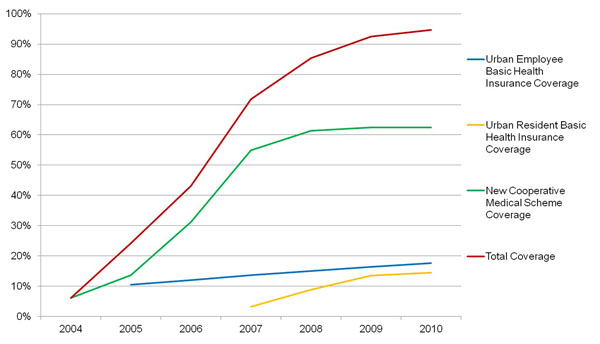 100%
90%
80%
70%
60%
50%
40%
30%
20%
10%
0%
2004 2005 2006 2007 2008 2009 2010
Urban Employee
Basic Health
Insurance Coverage
Urban Resident Basic
Health Insurance
Coverage
New Cooperative
Medical Scheme
Coverage
Total Coverage